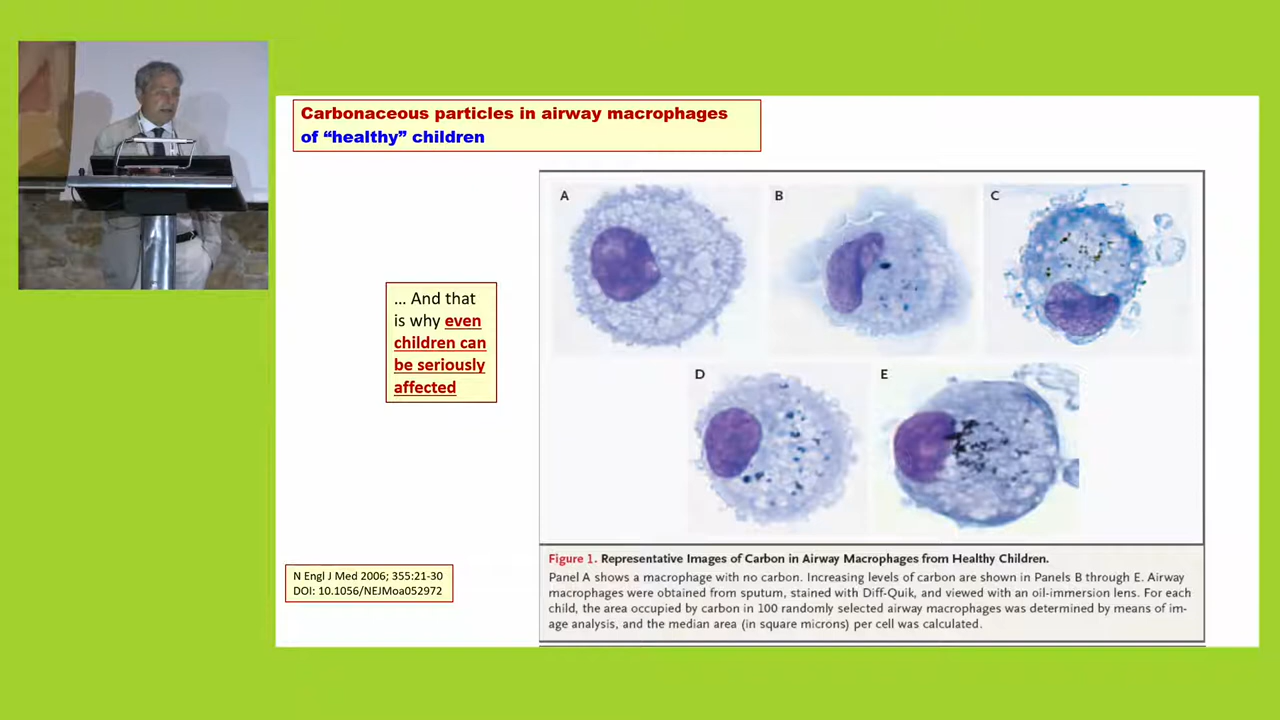 Carbonaceous particles in airway macrophages
of “healthy” children
A
B
C
… And that
is why even
children can
be seriously
affected
D
E
N Engl J Med 2006; 355:21-30
DOI: 10.1056/NEJMoa052972
Figure 1. Representative Images of Carbon in Airway Macrophages from Healthy Children.
Panel A shows a macrophage with no carbon. Increasing levels of carbon are shown in Panels B through E. Airway
macrophages were obtained from sputum, stained with Diff-Quik, and viewed with an oil-immersion lens. For each
child, the area occupied by carbon in 100 randomly selected airway macrophages was determined by means of im-
age analysis, and the median area (in square microns) per cell was calculated.